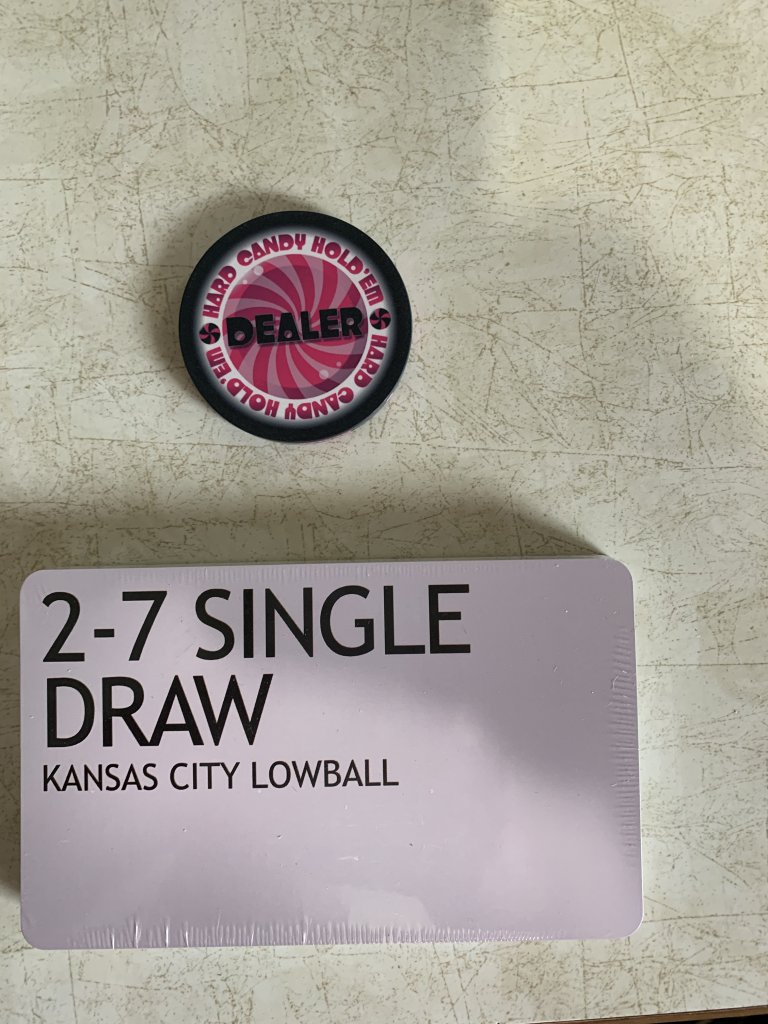 HARD CANDY HOLD'EM
DEALER
HARD CANDY HOLD'EM
2-7 SINGLE
DRAW
KANSAS CITY LOWBALL